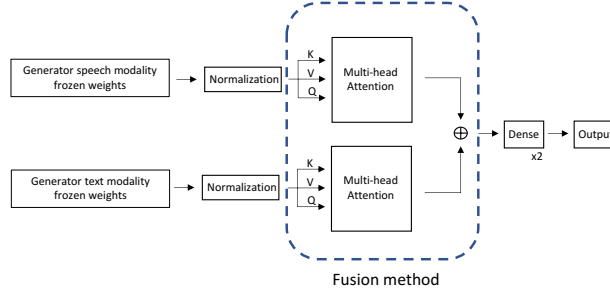 Generator speech modality
frozen weights
Normalization
K
V
Q
Multi-head
Attention
Generator text modality
frozen weights
Normalization
K
V
Q
Multi-head
Attention
Dense
x2
Output
Fusion method